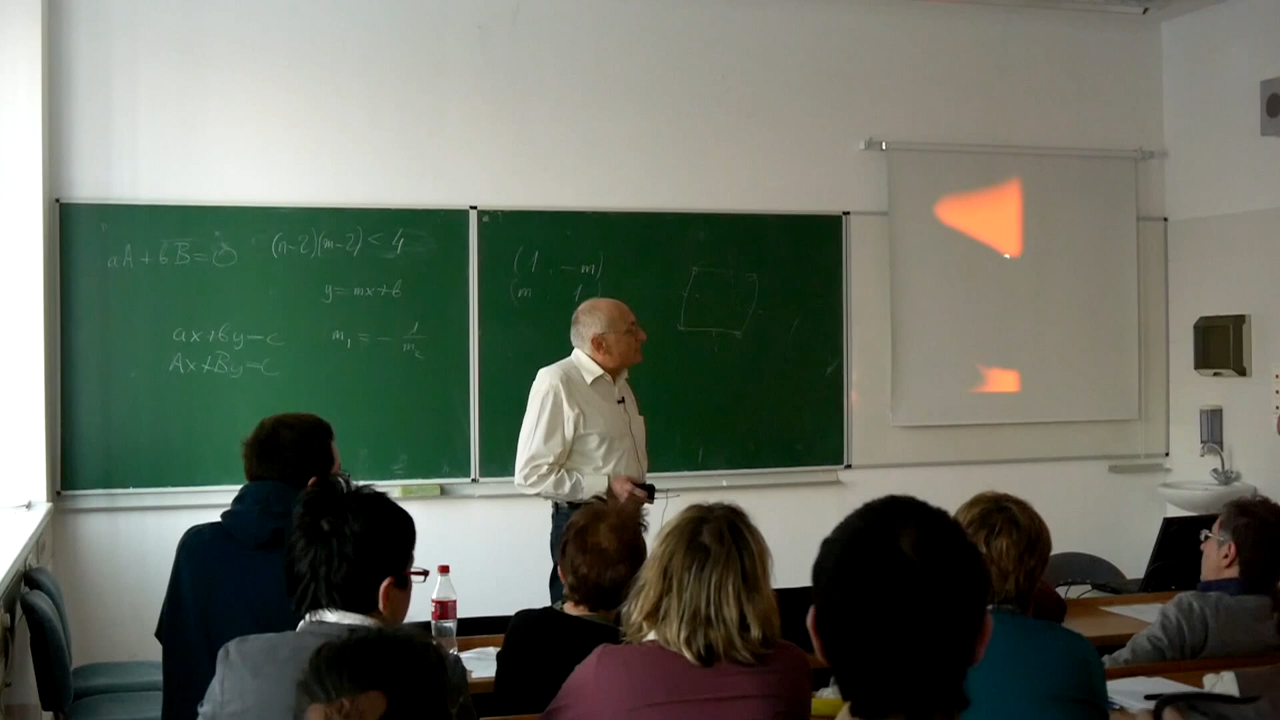 aA + bB = 0
(n-2)(m-2) < 4
y = mx + b
ax + by = c
Ax + By = C
m₁ = - 1/m₂
(1 . -m)
(m 1)